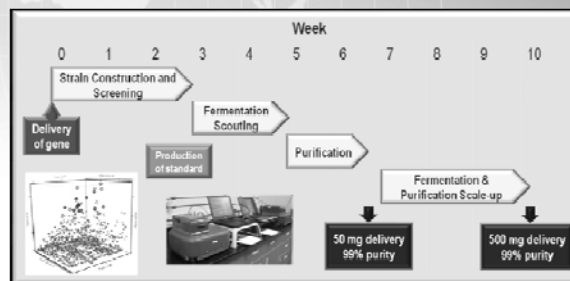 Week
0 1 2 3 4 5 6 7 8 9 10
Strain Construction and
Screening
Fermentation
Scouting
Delivery
of gene
Production
of standard
Purification
Fermentation &
Purification Scale-up
50 mg delivery
99% purity
500 mg delivery
99% purity